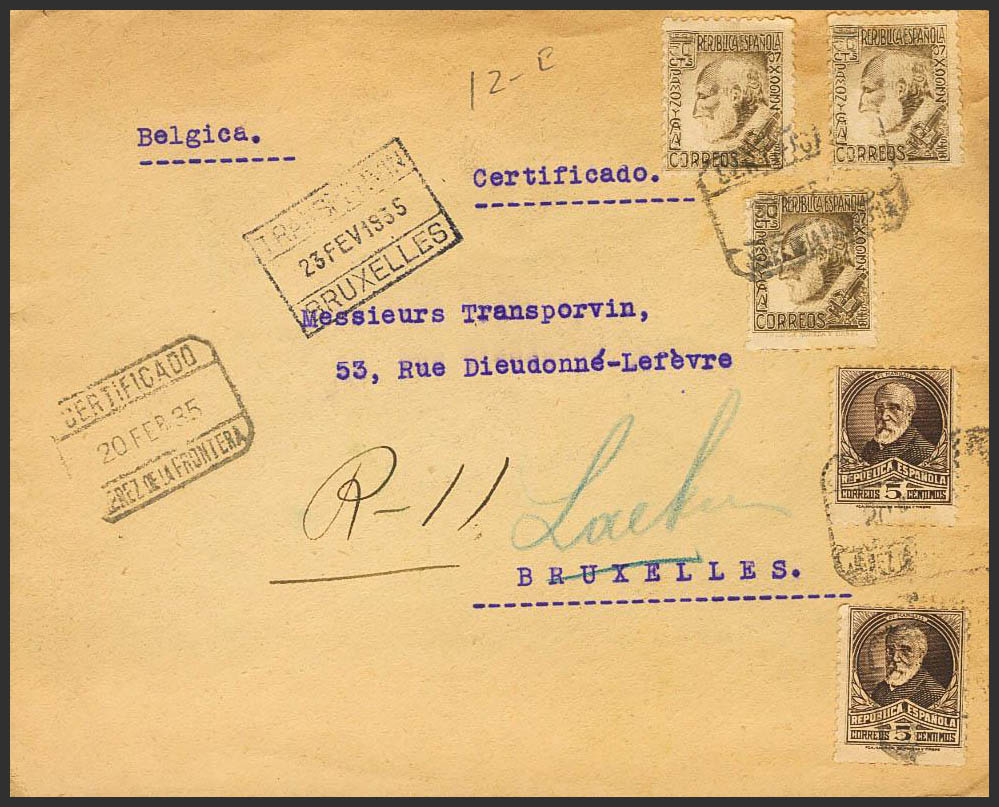 REPUBLICA ESPAÑOLA
CORREOS
REPUBLICA ESPAÑOLA
CORREOS
12-E
Belgica.
Certificado.
23 FEV 1935
BRUXELLES
REPUBLICA ESPAÑOLA
CORREOS
Messieurs Transporvin,
53, Rue Dieudonné-Lefèvre
CERTIFICADO
20 FEB 35
JEREZ DE LA FRONTERA
REPUBLICA ESPAÑOLA
CORREOS 5 CENTIMOS
R-11
Laeken
BRUXELLES.
REPUBLICA ESPAÑOLA
CORREOS 5 CENTIMOS